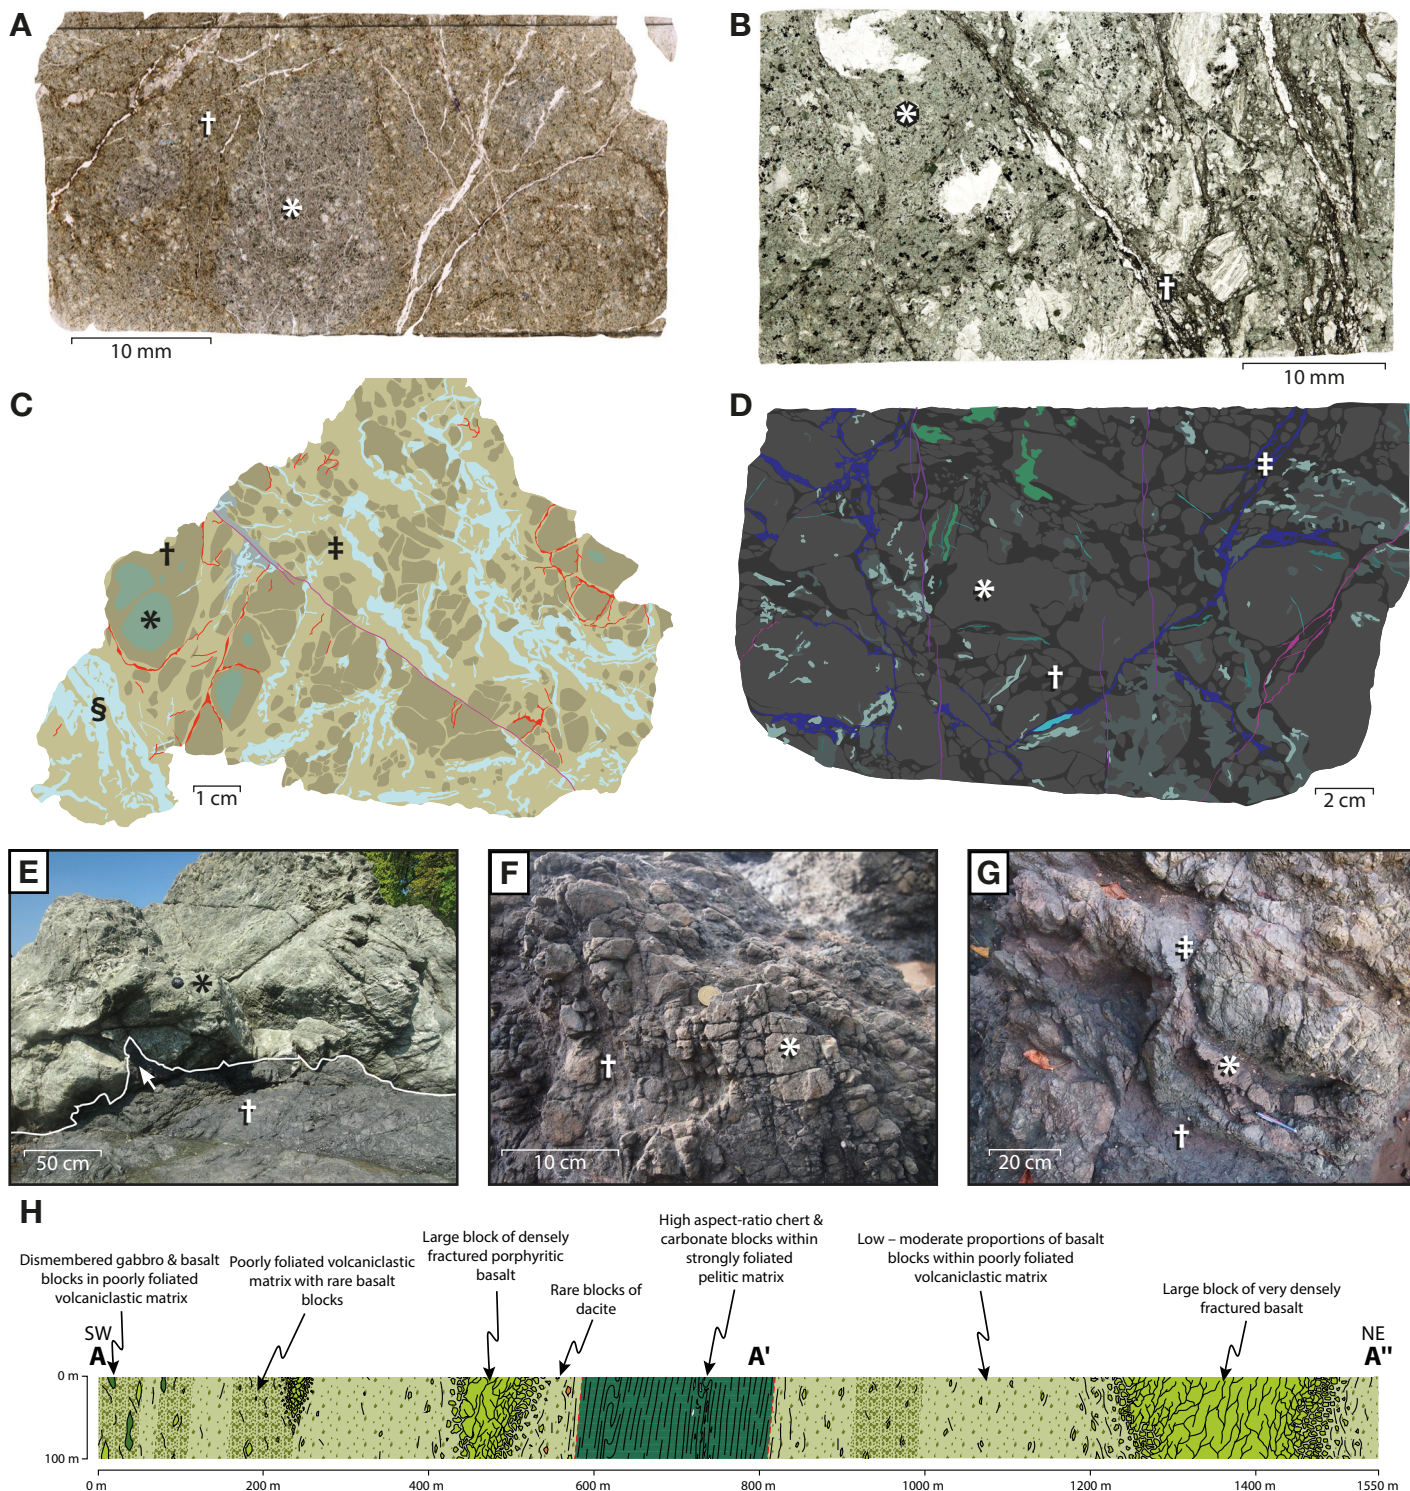 A
†
*
10 mm
B
*
†
10 mm
C
†
‡
*
§
1 cm
D
‡
*
†
2 cm
E
*
†
50 cm
F
*
†
10 cm
G
‡
*
†
20 cm
H
Dismembered gabbro & basalt
blocks in poorly foliated
volcaniclastic matrix
Poorly foliated volcaniclastic
matrix with rare basalt
blocks
Large block of densely
fractured porphyritic
basalt
Rare blocks of
dacite
High aspect-ratio chert &
carbonate blocks within
strongly foliated
pelitic matrix
Low – moderate proportions of basalt
blocks within poorly foliated
volcaniclastic matrix
Large block of very densely
fractured basalt
SW
A
A'
NE
A''
0 m
100 m
0 m
200 m
400 m
600 m
800 m
1000 m
1200 m
1400 m
1550 m